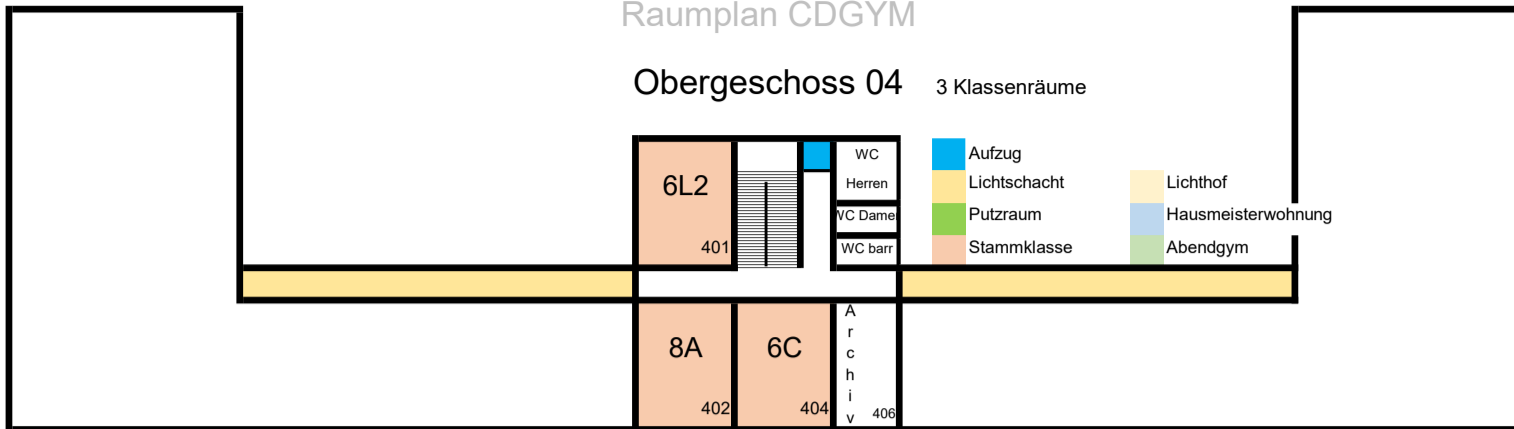 Raumplan CDGYM
Obergeschoss 04 3 Klassenräume
WC
Herren
WC Damen
WC barr
6L2
401
Aufzug
Lichtschacht
Putzraum
Stammklasse
Lichthof
Hausmeisterwohnung
Abendgym
8A
402
6C
404
Archiv
406